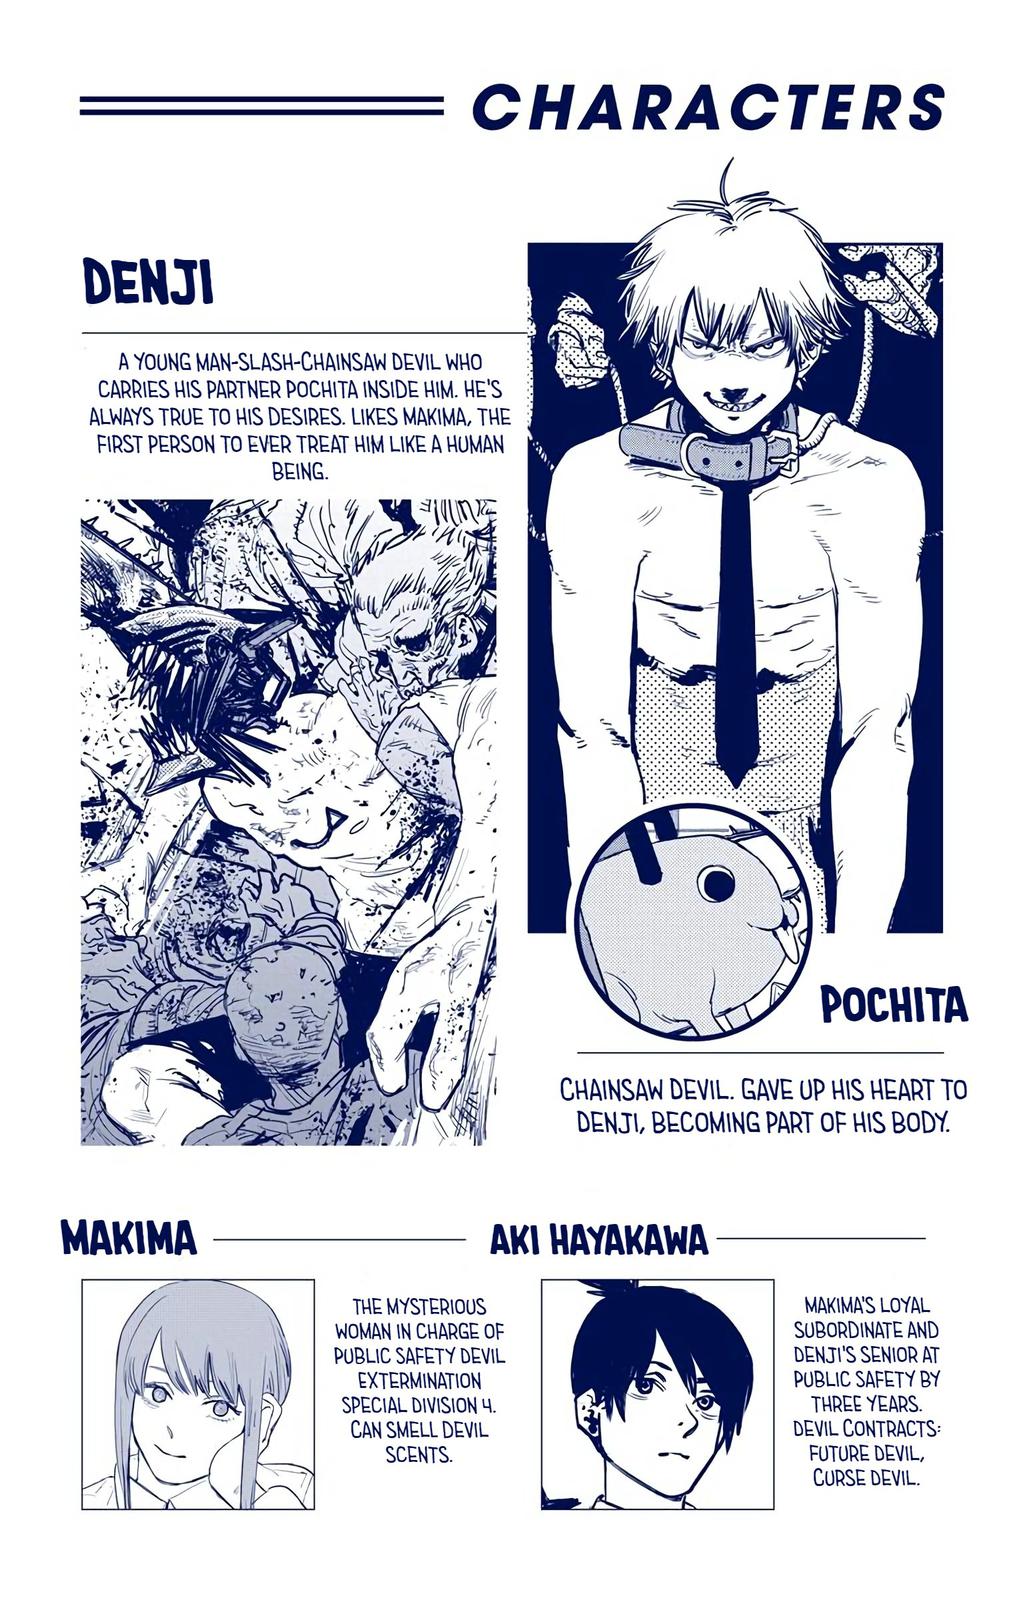 CHARACTERS
DENJI
A YOUNG MAN-SLASH-CHAINSAW DEVIL WHO
CARRIES HIS PARTNER POCHITA INSIDE HIM. HE'S
ALWAYS TRUE TO HIS DESIRES. LIKES MAKIMA, THE
FIRST PERSON TO EVER TREAT HIM LIKE A HUMAN
BEING.
POCHITA
CHAINSAW DEVIL. GAVE UP HIS HEART TO
DENJI, BECOMING PART OF HIS BODY.
MAKIMA
THE MYSTERIOUS
WOMAN IN CHARGE OF
PUBLIC SAFETY DEVIL
EXTERMINATION
SPECIAL DIVISION 4.
CAN SMELL DEVIL
SCENTS.
AKI HAYAKAWA
MAKIMA'S LOYAL
SUBORDINATE AND
DENJI'S SENIOR AT
PUBLIC SAFETY BY
THREE YEARS.
DEVIL CONTRACTS:
FUTURE DEVIL,
CURSE DEVIL.